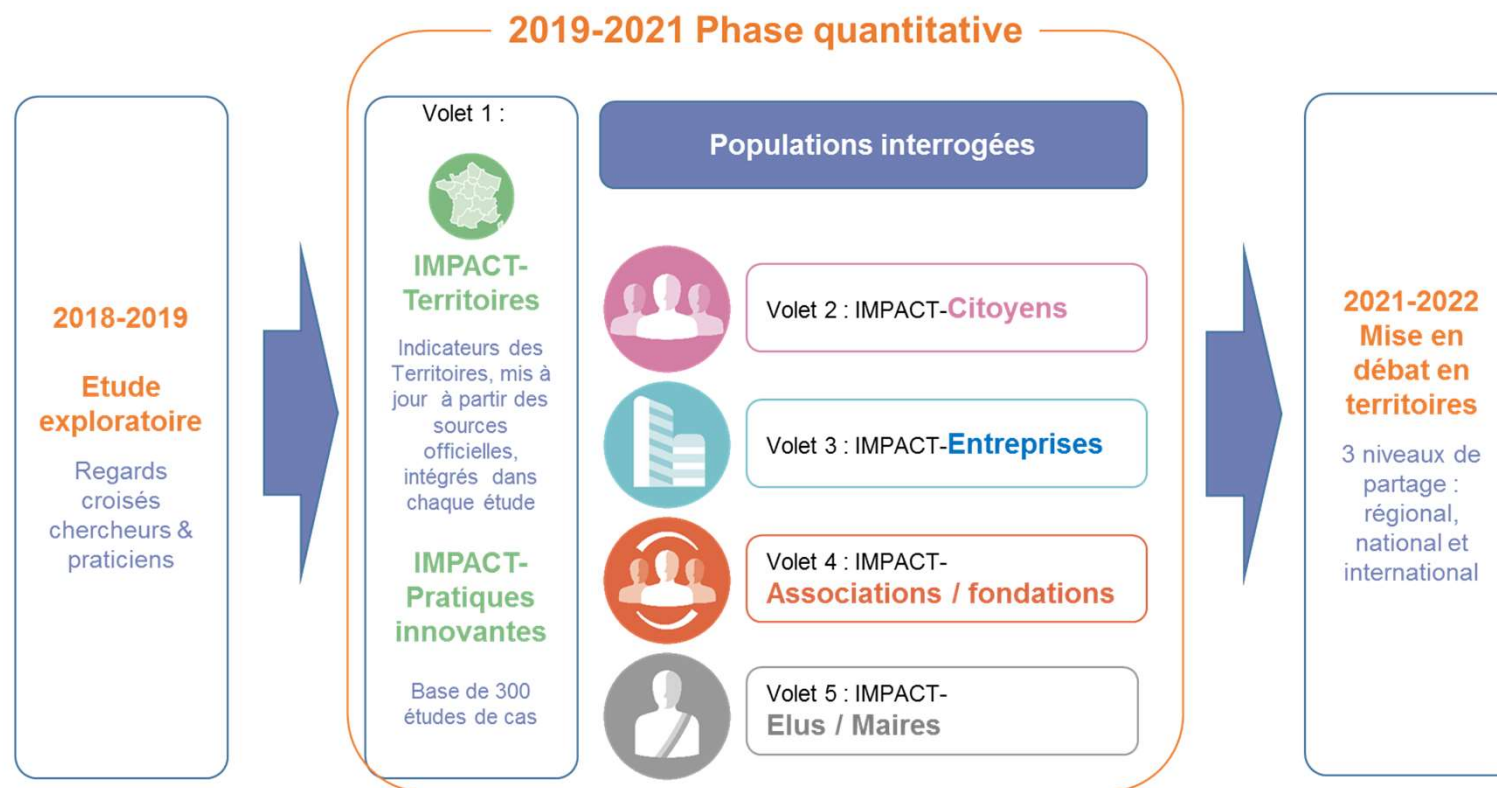 2019-2021 Phase quantitative
2018-2019
Etude
exploratoire
Regards
croisés
chercheurs &
praticiens
Volet 1 :
IMPACT-
Territoires
Indicateurs des
Territoires, mis à
jour à partir des
sources
officielles,
intégrés dans
chaque étude
IMPACT-
Pratiques
innovantes
Base de 300
études de cas
Populations interrogées
Volet 2 : IMPACT-Citoyens
Volet 3 : IMPACT-Entreprises
Volet 4 : IMPACT-
Associations / fondations
Volet 5 : IMPACT-
Elus / Maires
2021-2022
Mise en
débat en
territoires
3 niveaux de
partage :
régional,
national et
international